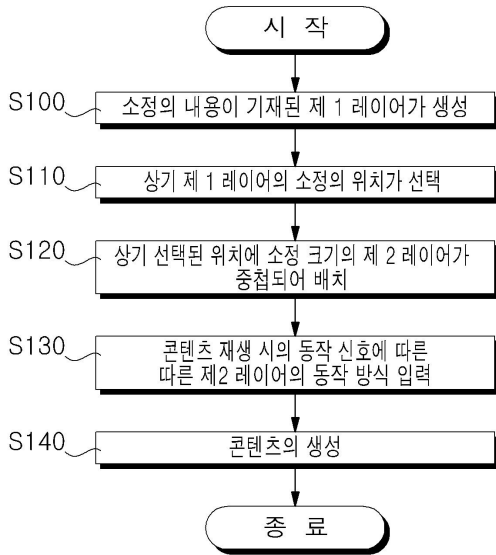 시 작
S100
소정의 내용이 기재된 제 1 레이어가 생성
S110
상기 제 1 레이어의 소정의 위치가 선택
S120
상기 선택된 위치에 소정 크기의 제 2 레이어가
중첩되어 배치
S130
콘텐츠 재생 시의 동작 신호에 따른
따른 제2 레이어의 동작 방식 입력
S140
콘텐츠의 생성
종 료